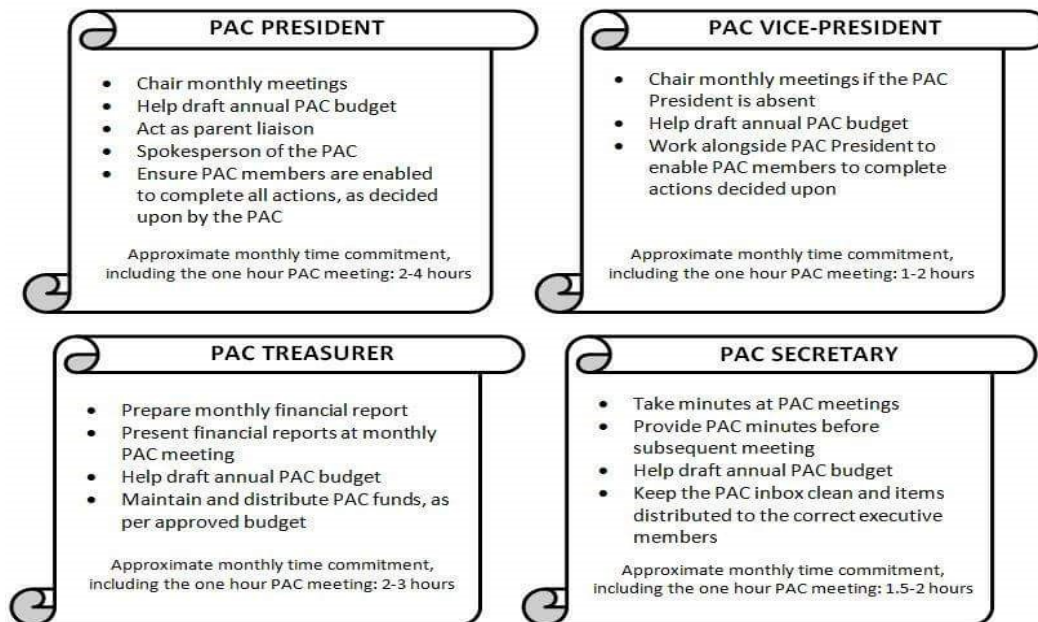 PAC PRESIDENT
• Chair monthly meetings
• Help draft annual PAC budget
• Act as parent liaison
• Spokesperson of the PAC
• Ensure PAC members are enabled
to complete all actions, as decided
upon by the PAC
Approximate monthly time commitment,
including the one hour PAC meeting: 2-4 hours
PAC VICE-PRESIDENT
• Chair monthly meetings if the PAC
President is absent
• Help draft annual PAC budget
• Work alongside PAC President to
enable PAC members to complete
actions decided upon
Approximate monthly time commitment,
including the one hour PAC meeting: 1-2 hours
PAC TREASURER
• Prepare monthly financial report
• Present financial reports at monthly
PAC meeting
• Help draft annual PAC budget
• Maintain and distribute PAC funds, as
per approved budget
Approximate monthly time commitment,
including the one hour PAC meeting: 2-3 hours
PAC SECRETARY
• Take minutes at PAC meetings
• Provide PAC minutes before
subsequent meeting
• Help draft annual PAC budget
• Keep the PAC inbox clean and items
distributed to the correct executive
members
Approximate monthly time commitment,
including the one hour PAC meeting: 1.5-2 hours